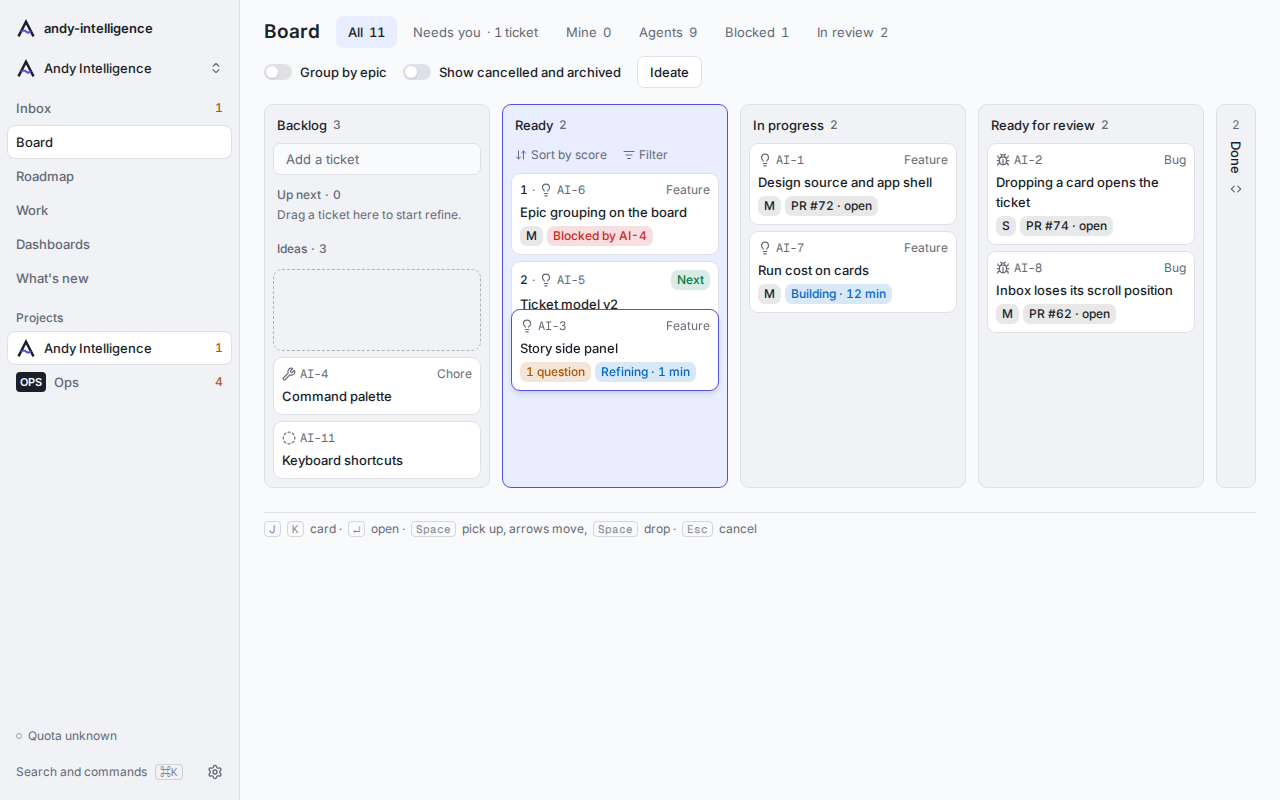 andy-intelligence
Andy Intelligence
Inbox 1
Board
Roadmap
Work
Dashboards
What's new
Projects
Andy Intelligence 1
OPS Ops 4
Quota unknown
Search and commands ⌘K
Board All 11 Needs you · 1 ticket Mine 0 Agents 9 Blocked 1 In review 2
Group by epic Show cancelled and archived Ideate
Backlog 3
Add a ticket
Up next · 0
Drag a ticket here to start refine.
Ideas · 3
AI-4 Chore
Command palette
AI-11
Keyboard shortcuts
Ready 2
Sort by score Filter
1 · AI-6 Feature
Epic grouping on the board
M Blocked by AI-4
2 · AI-5 Next
Ticket model v2
AI-3 Feature
Story side panel
1 question Refining · 1 min
In progress 2
AI-1 Feature
Design source and app shell
M PR #72 · open
AI-7 Feature
Run cost on cards
M Building · 12 min
Ready for review 2
AI-2 Bug
Dropping a card opens the
ticket
S PR #74 · open
AI-8 Bug
Inbox loses its scroll position
M PR #62 · open
2
Done
J K card · ↵ open · Space pick up, arrows move, Space drop · Esc cancel